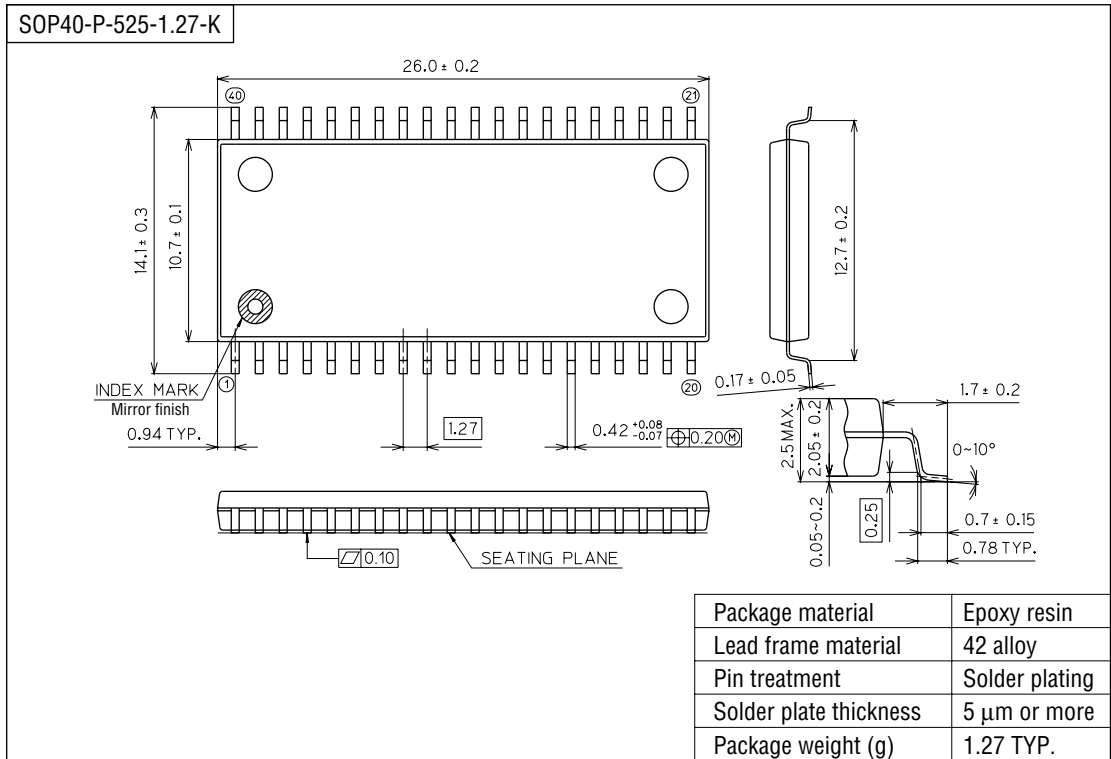 SOP40-P-525-1.27-K
26.0 ± 0.2
40
21
14.1 ± 0.3
10.7 ± 0.1
12.7 ± 0.2
INDEX MARK
Mirror finish
1
20
0.94 TYP.
1.27
0.42 +0.08 -0.07
0.20 Ⓜ
0.17 ± 0.05
1.7 ± 0.2
2.5 MAX.
2.05 ± 0.2
0~10°
0.05~0.2
0.25
0.7 ± 0.15
0.78 TYP.
0.10
SEATING PLANE
Package material Epoxy resin
Lead frame material 42 alloy
Pin treatment Solder plating
Solder plate thickness 5 µm or more
Package weight (g) 1.27 TYP.